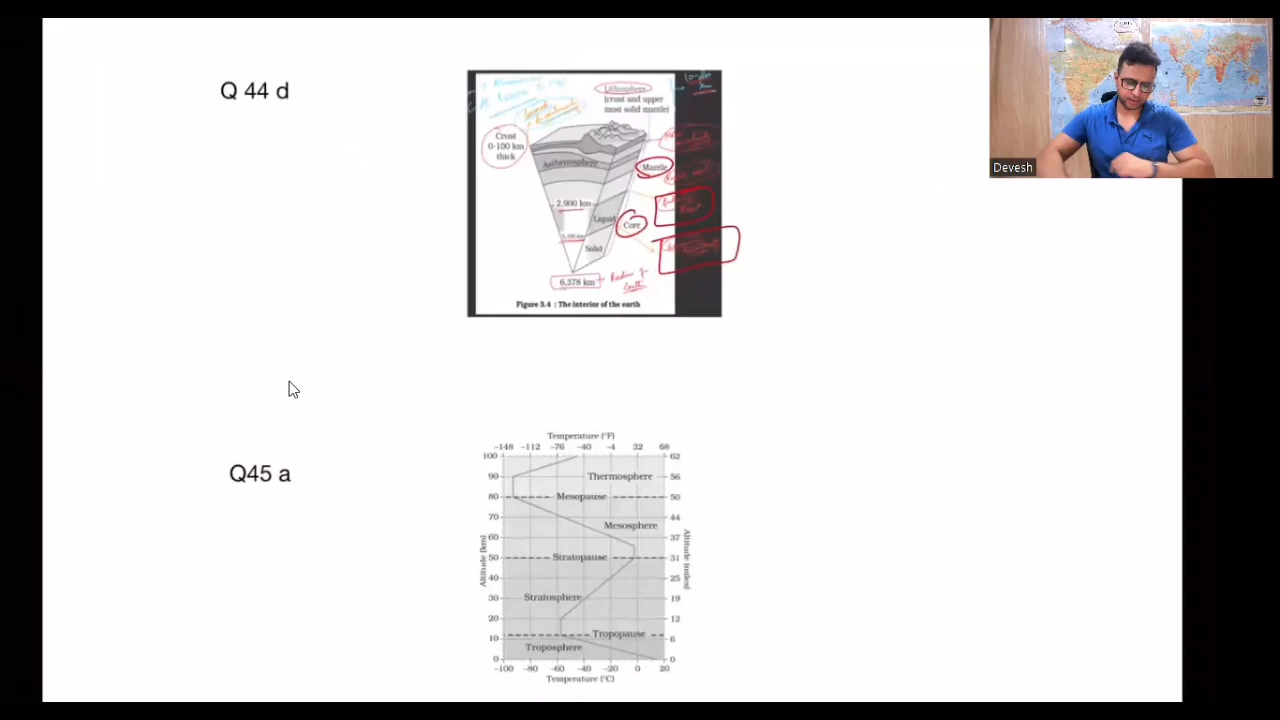 Q 44 d
Lithosphere
(crust and upper
most solid mantle)
Crust
0-100 km
thick
Asthenosphere
Mantle
2,900 km
Liquid
Core
Solid
6,378 km
Radius of
Earth
Figure 3.4 : The interior of the earth
Devesh
Q45 a
Temperature (°F)
-148 -112 -76 -40 -4 32 68
100 62
90 Thermosphere 56
80 Mesopause 50
70 44
Mesosphere
60 37
50 Stratopause 31
40 25
30 Stratosphere 19
20 12
Tropopause
10 6
Troposphere
0 0
-100 -80 -60 -40 -20 0 20
Temperature (°C)
Altitude (km)
Altitude (miles)